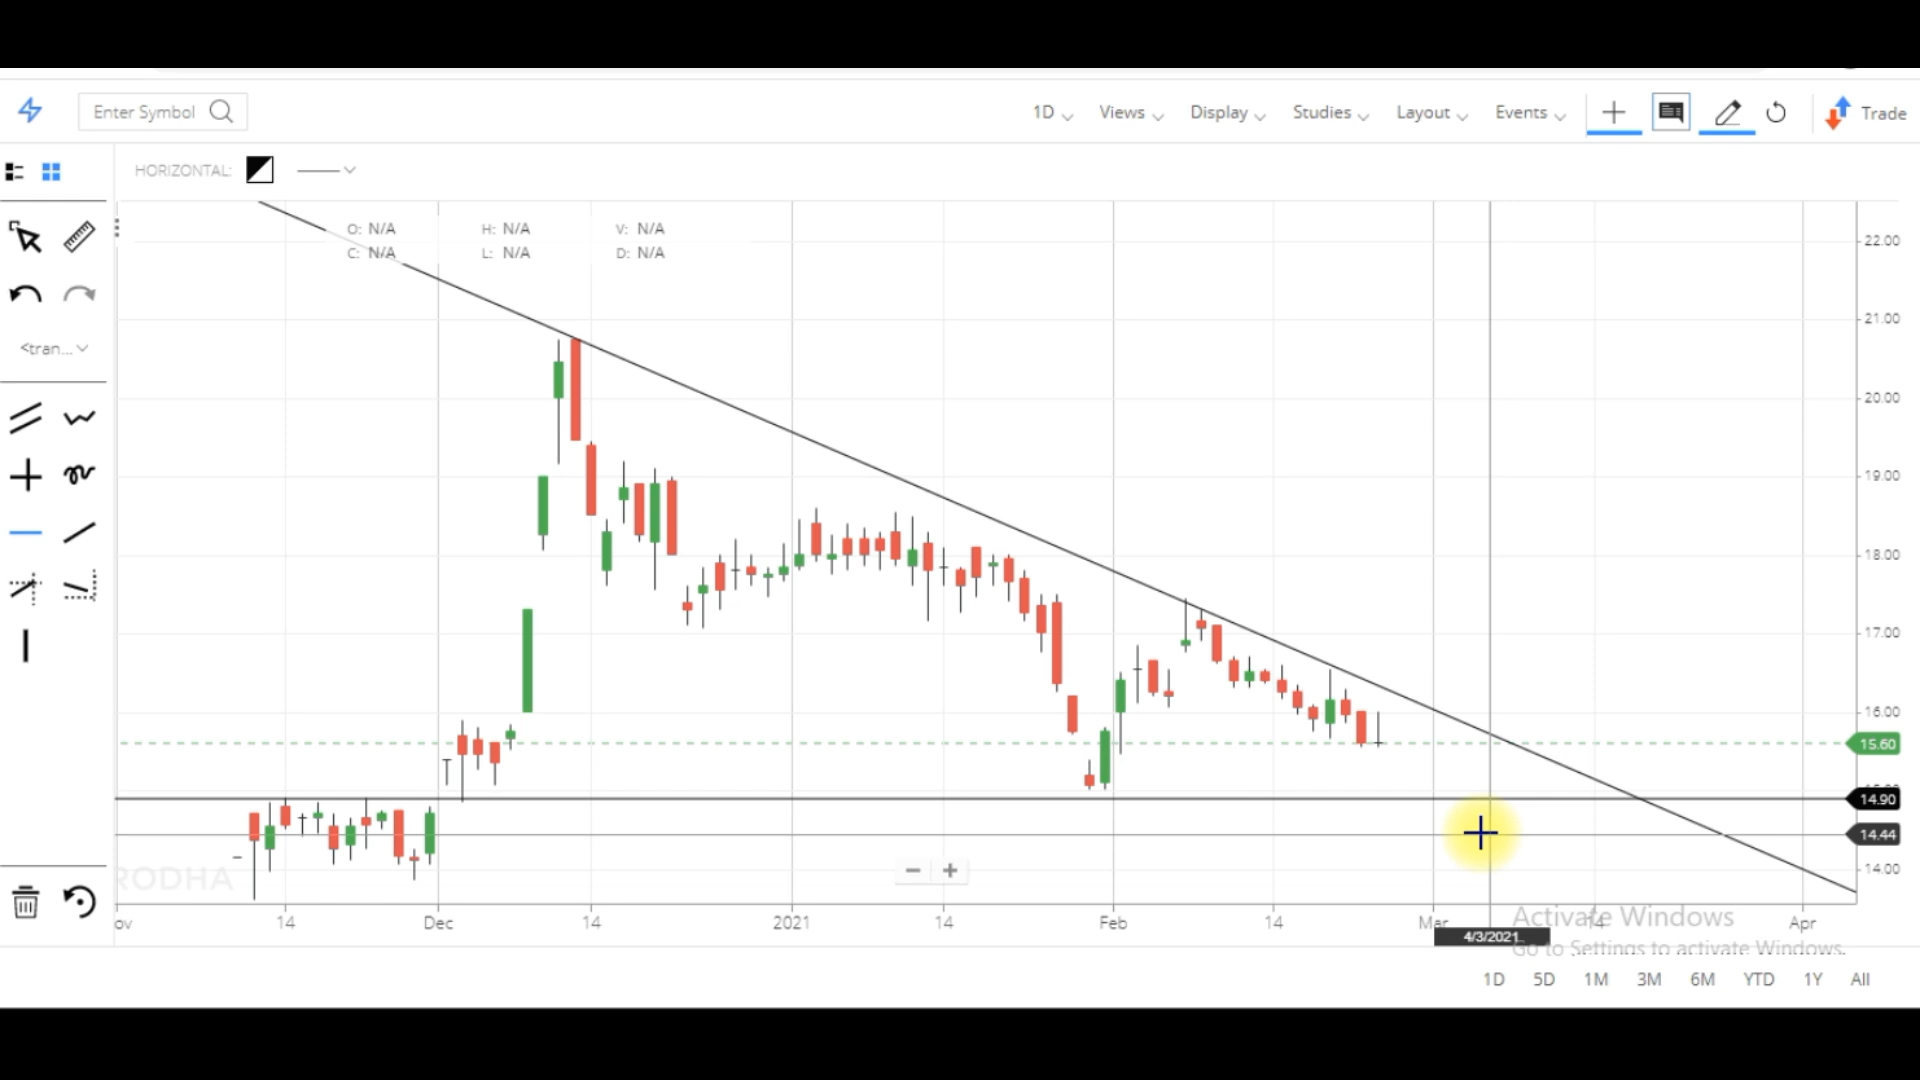 Enter Symbol
1D Views Display Studies Layout Events Trade
HORIZONTAL:
O: N/A H: N/A V: N/A
C: N/A L: N/A D: N/A
<tran...
22.00
21.00
20.00
19.00
18.00
17.00
16.00
15.60
14.90
14.44
14.00
RODHA
ov 14 Dec 14 2021 14 Feb 14 Mar 14 Apr
4/3/2021
Activate Windows
Go to Settings to activate Windows.
1D 5D 1M 3M 6M YTD 1Y All